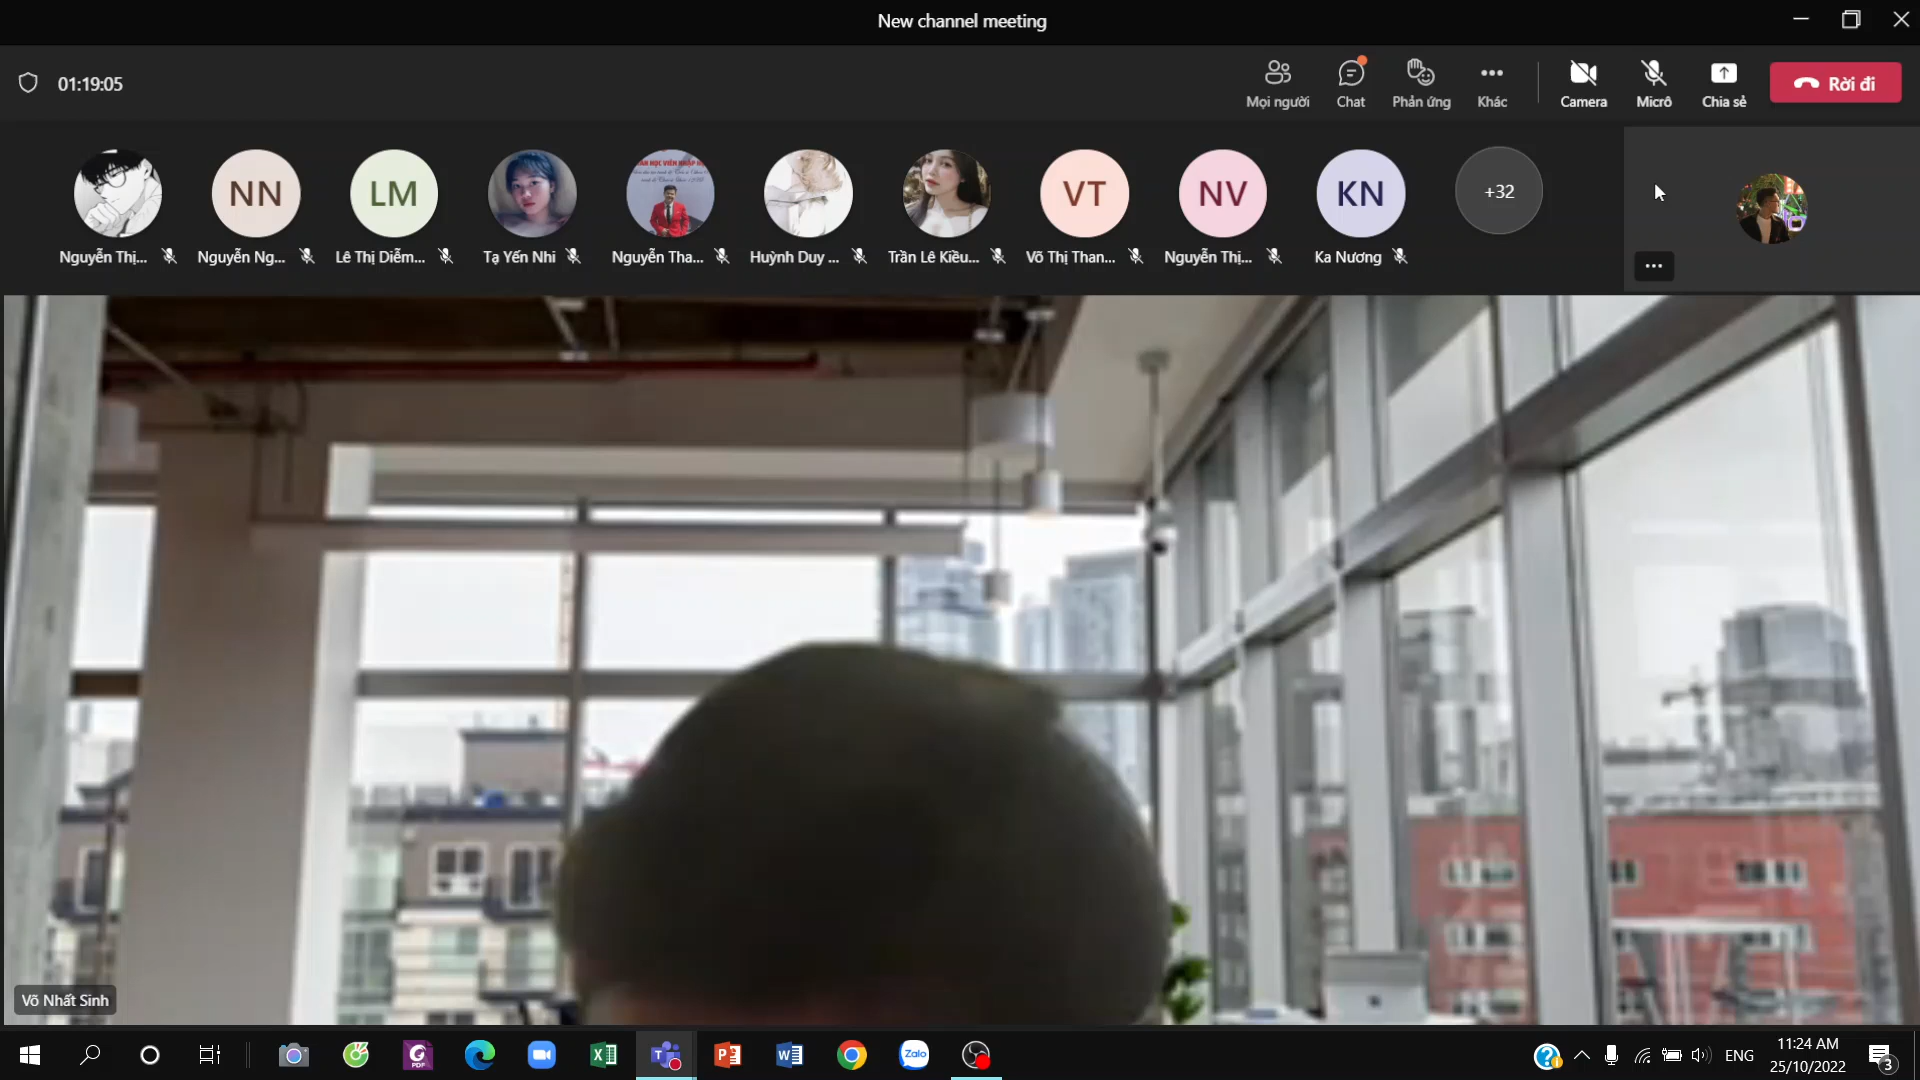 New channel meeting
01:19:05
Mọi người
Chat
Phản ứng
Khác
Camera
Micrô
Chia sẻ
Rời đi
NN
LM
VT
NV
KN
+32
Nguyễn Thị...
Nguyễn Ng...
Lê Thị Diễm...
Tạ Yến Nhi
Nguyễn Tha...
Huỳnh Duy ...
Trần Lê Kiều...
Võ Thị Than...
Nguyễn Thị...
Ka Nương
Võ Nhất Sinh
PDF
Zalo
ENG
11:24 AM
25/10/2022
3